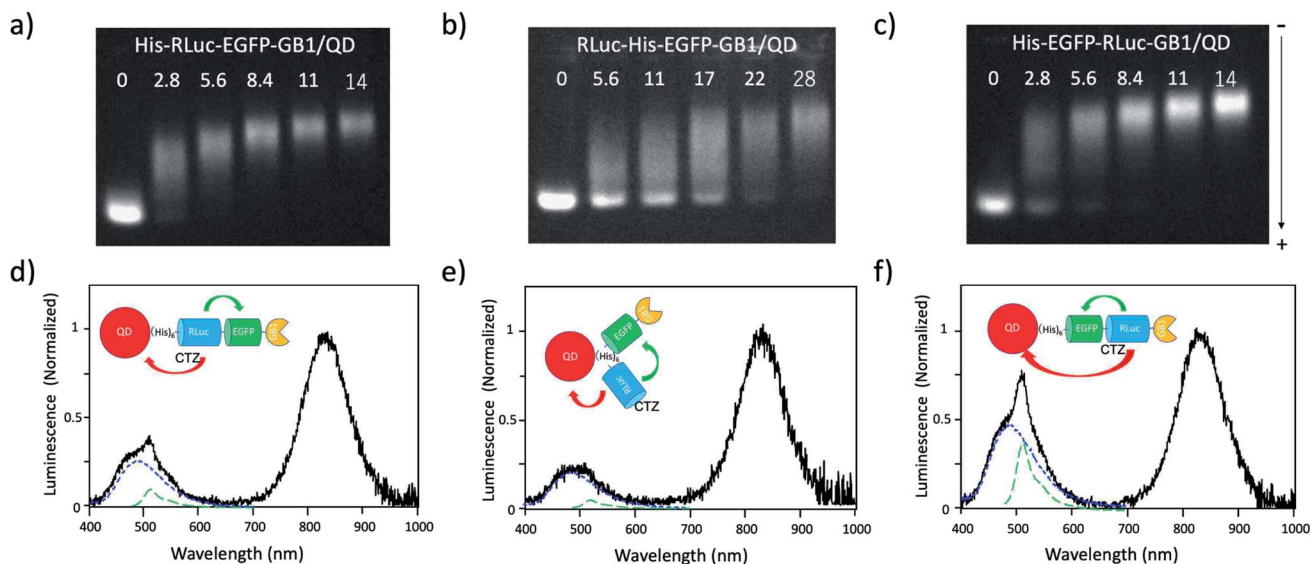 a)
His-RLuc-EGFP-GB1/QD
0 2.8 5.6 8.4 11 14
b)
RLuc-His-EGFP-GB1/QD
0 5.6 11 17 22 28
c)
His-EGFP-RLuc-GB1/QD
0 2.8 5.6 8.4 11 14
-
+
d)
Luminescence (Normalized)
1
0.5
0
QD
(His)6
RLuc
EGFP
GB1
CTZ
400 500 600 700 800 900 1000
Wavelength (nm)
e)
Luminescence (Normalized)
1
0.5
0
QD
(His)6
EGFP
GB1
RLuc
CTZ
400 500 600 700 800 900 1000
Wavelength (nm)
f)
Luminescence (Normalized)
1
0.5
0
QD
(His)6
EGFP
RLuc
GB1
CTZ
400 500 600 700 800 900 1000
Wavelength (nm)